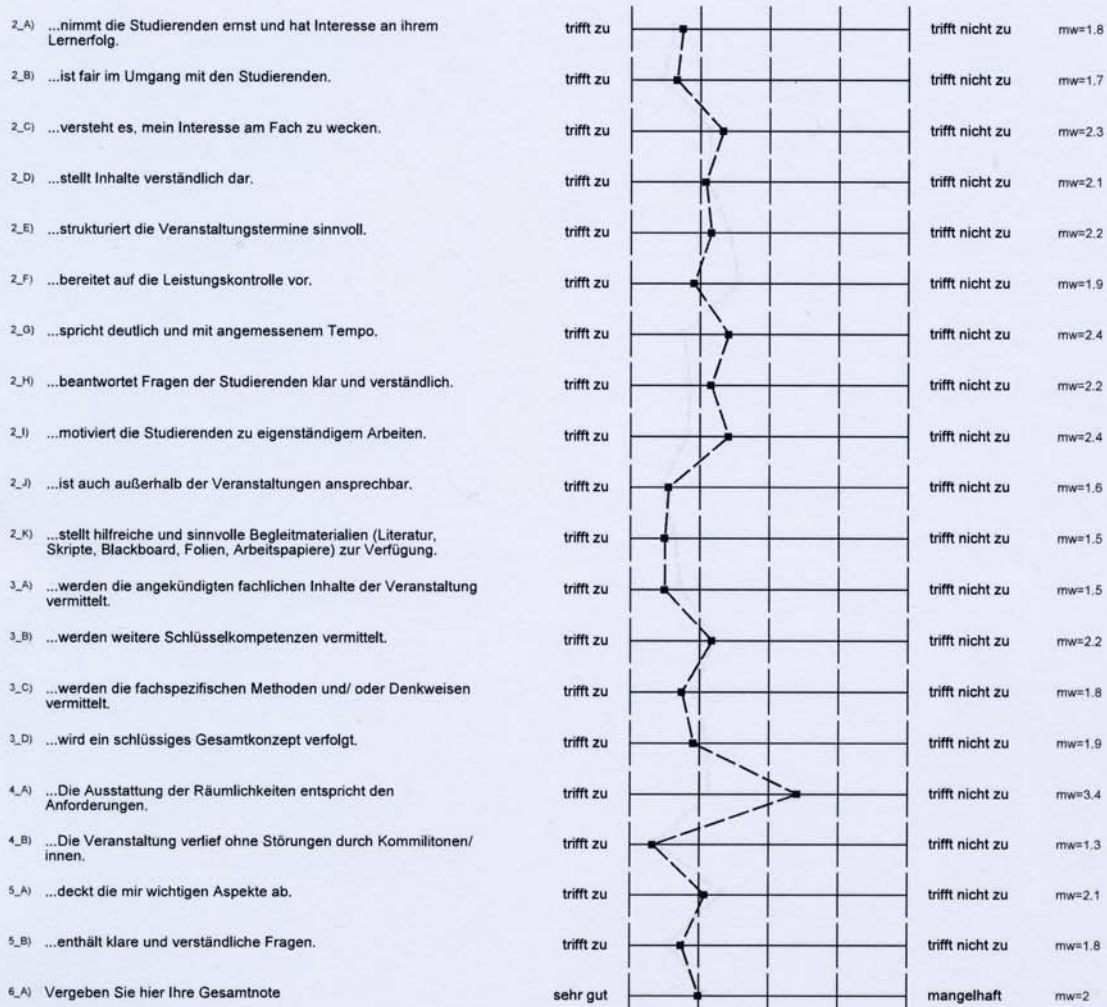 2_A) ...nimmt die Studierenden ernst und hat Interesse an ihrem Lernerfolg. trifft zu trifft nicht zu mw=1.8
2_B) ...ist fair im Umgang mit den Studierenden. trifft zu trifft nicht zu mw=1.7
2_C) ...versteht es, mein Interesse am Fach zu wecken. trifft zu trifft nicht zu mw=2.3
2_D) ...stellt Inhalte verständlich dar. trifft zu trifft nicht zu mw=2.1
2_E) ...strukturiert die Veranstaltungstermine sinnvoll. trifft zu trifft nicht zu mw=2.2
2_F) ...bereitet auf die Leistungskontrolle vor. trifft zu trifft nicht zu mw=1.9
2_G) ...spricht deutlich und mit angemessenem Tempo. trifft zu trifft nicht zu mw=2.4
2_H) ...beantwortet Fragen der Studierenden klar und verständlich. trifft zu trifft nicht zu mw=2.2
2_I) ...motiviert die Studierenden zu eigenständigem Arbeiten. trifft zu trifft nicht zu mw=2.4
2_J) ...ist auch außerhalb der Veranstaltungen ansprechbar. trifft zu trifft nicht zu mw=1.6
2_K) ...stellt hilfreiche und sinnvolle Begleitmaterialien (Literatur, Skripte, Blackboard, Folien, Arbeitspapiere) zur Verfügung. trifft zu trifft nicht zu mw=1.5
3_A) ...werden die angekündigten fachlichen Inhalte der Veranstaltung vermittelt. trifft zu trifft nicht zu mw=1.5
3_B) ...werden weitere Schlüsselkompetenzen vermittelt. trifft zu trifft nicht zu mw=2.2
3_C) ...werden die fachspezifischen Methoden und/ oder Denkweisen vermittelt. trifft zu trifft nicht zu mw=1.8
3_D) ...wird ein schlüssiges Gesamtkonzept verfolgt. trifft zu trifft nicht zu mw=1.9
4_A) ...Die Ausstattung der Räumlichkeiten entspricht den Anforderungen. trifft zu trifft nicht zu mw=3.4
4_B) ...Die Veranstaltung verlief ohne Störungen durch Kommilitonen/ innen. trifft zu trifft nicht zu mw=1.3
5_A) ...deckt die mir wichtigen Aspekte ab. trifft zu trifft nicht zu mw=2.1
5_B) ...enthält klare und verständliche Fragen. trifft zu trifft nicht zu mw=1.8
6_A) Vergeben Sie hier Ihre Gesamtnote sehr gut mangelhaft mw=2